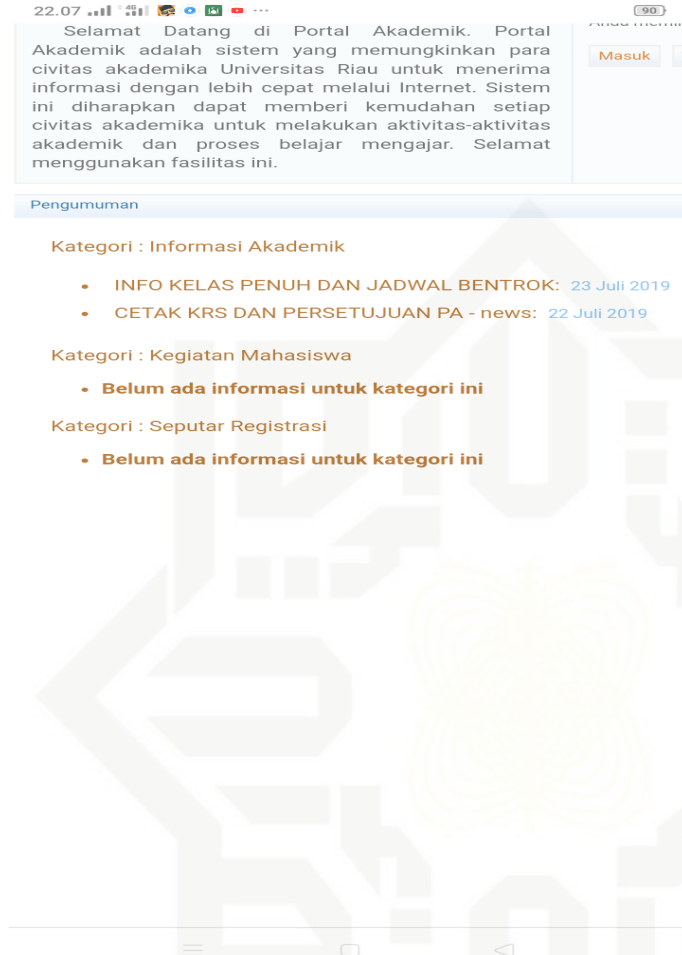 22.07
90
Selamat Datang di Portal Akademik. Portal
Akademik adalah sistem yang memungkinkan para
civitas akademika Universitas Riau untuk menerima
informasi dengan lebih cepat melalui Internet. Sistem
ini diharapkan dapat memberi kemudahan setiap
civitas akademika untuk melakukan aktivitas-aktivitas
akademik dan proses belajar mengajar. Selamat
menggunakan fasilitas ini.
Masuk
Pengumuman
Kategori : Informasi Akademik
• INFO KELAS PENUH DAN JADWAL BENTROK: 23 Juli 2019
• CETAK KRS DAN PERSETUJUAN PA - news: 22 Juli 2019
Kategori : Kegiatan Mahasiswa
• Belum ada informasi untuk kategori ini
Kategori : Seputar Registrasi
• Belum ada informasi untuk kategori ini